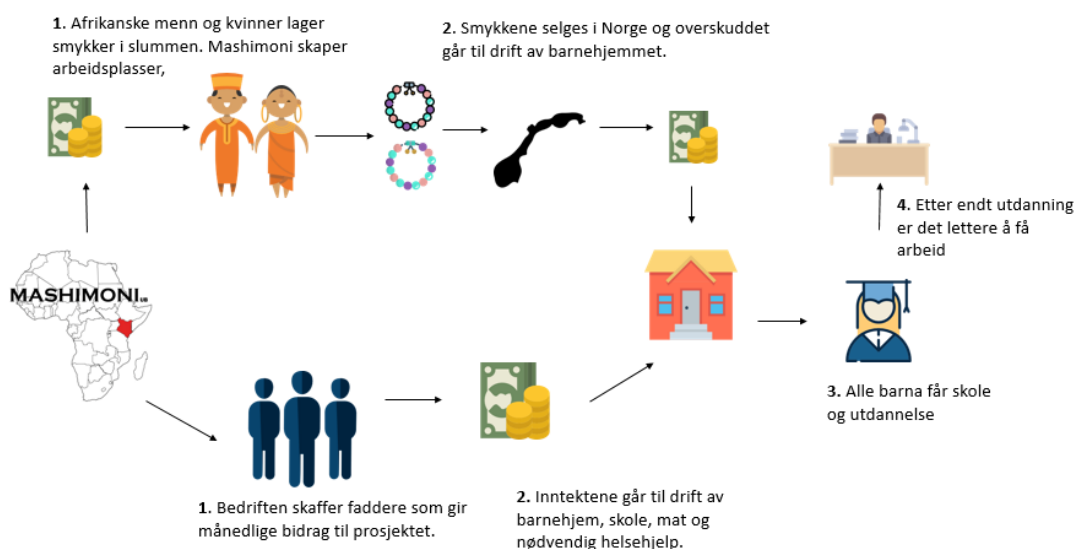 1. Afrikanske menn og kvinner lager
smykker i slummen. Mashimoni skaper
arbeidsplasser,
2. Smykkene selges i Norge og overskuddet
går til drift av barnehjemmet.
4. Etter endt utdanning
er det lettere å få
arbeid
MASHIMONI
3. Alle barna får skole
og utdannelse
1. Bedriften skaffer faddere som gir
månedlige bidrag til prosjektet.
2. Inntektene går til drift av
barnehjem, skole, mat og
nødvendig helsehjelp.